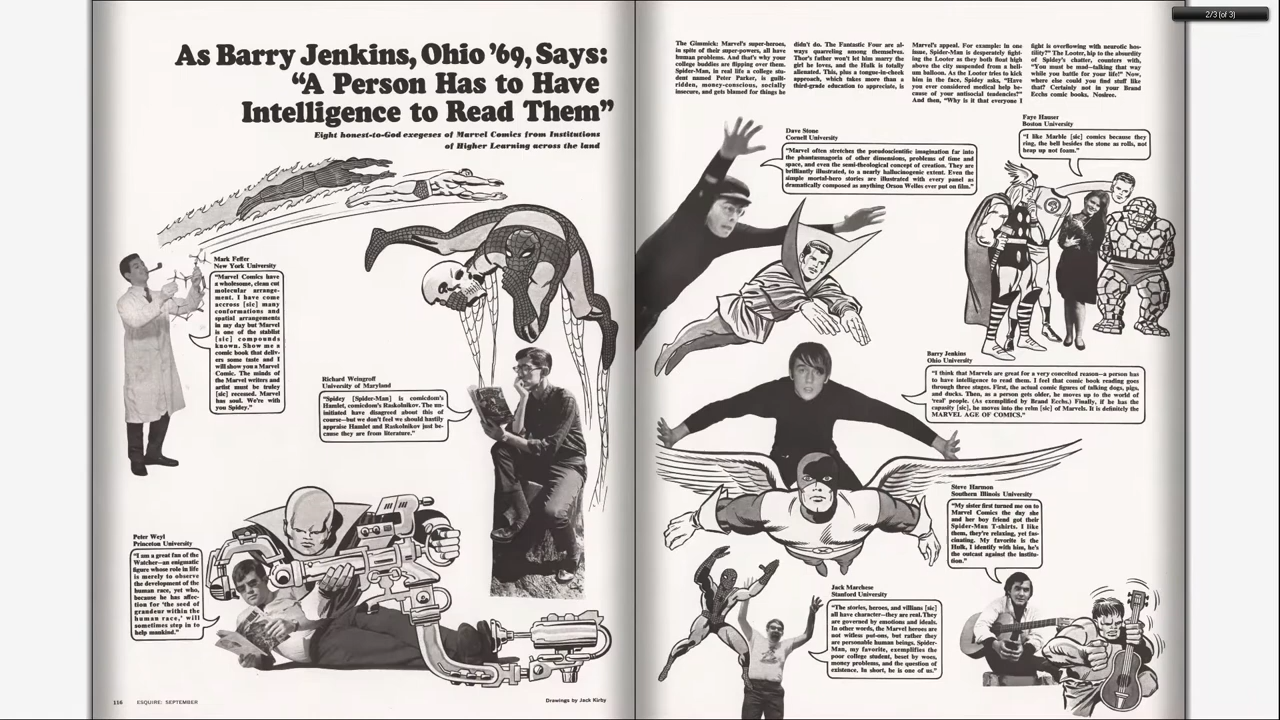 2/3 (of 3)
As Barry Jenkins, Ohio ’69, Says:
“A Person Has to Have
Intelligence to Read Them”
Eight honest-to-God exegeses of Marvel Comics from Institutions
of Higher Learning across the land
Mark Feffer
New York University
“Marvel Comics have
a wholesome, clean cut
molecular arrange-
ment. I have come
accross [sic] many
conformations and
spatial arrangements
in my day but Marvel
is one of the stablist
[sic] compounds
known. Show me a
comic book that deliv-
ers some taste and I
will show you a Marvel
Comic. The minds of
the Marvel writers and
artist must be truley
[sic] recessed. Marvel
has soul. We’re with
you Spidey.”
Richard Weingroff
University of Maryland
“Spidey [Spider-Man] is comicdom’s
Hamlet, comicdom’s Raskolnikov. The un-
initiated have disagreed about this of
course—but we don’t feel we should hastily
appraise Hamlet and Raskolnikov just be-
cause they are from literature.”
Peter Weyl
Princeton University
“I am a great fan of the
Watcher—an enigmatic
figure whose role in life
is merely to observe
the development of the
human race, yet who,
because he has affec-
tion for ‘the seed of
grandeur within the
human race,’ will
sometimes step in to
help mankind.”
116 ESQUIRE: SEPTEMBER
Drawings by Jack Kirby
The Gimmick: Marvel’s super-heroes,
in spite of their super-powers, all have
human problems. And that’s why your
college buddies are flipping over them.
Spider-Man, in real life a college stu-
dent named Peter Parker, is guilt-
ridden, money-conscious, socially
insecure, and gets blamed for things he
didn’t do. The Fantastic Four are al-
ways quareling among themselves.
Thor’s father won’t let him marry the
girl he loves, and the Hulk is totally
alienated. This, plus a tongue-in-cheek
approach, which takes more than a
third-grade education to appreciate, is
Marvel’s appeal. For example: in one
issue, Spider-Man is desperately fight-
ing the Looter as they both float high
above the city suspended from a heli-
um balloon. As the Looter tries to kick
him in the face, Spidey asks, “Have
you ever considered medical help be-
cause of your antisocial tendencies?”
And then, “Why is it that everyone I
fight is overflowing with neurotic hos-
tility?” The Looter, hip to the absurdity
of Spidey’s chatter, counters with,
“You must be mad—talking that way
while you battle for your life!” Now,
where else could you find stuff like
that? Certainly not in your Brand
Ecchs comic books. Nosiree.
Dave Stone
Cornell University
“Marvel often stretches the pseudoscientific imagination far into
the phantasmagoria of other dimensions, problems of time and
space, and even the semi-theological concept of creation. They are
brilliantly illustrated, to a nearly hallucinogenic extent. Even the
simple mortal-hero stories are illustrated with every panel as
dramatically composed as anything Orson Welles ever put on film.”
Faye Hauser
Boston University
“I like Marble [sic] comics because they
ring, the bell besides the stone as rolls, not
heap up not foam.”
Barry Jenkins
Ohio University
“I think that Marvels are great for a very conceited reason—a person has
to have intelligence to read them. I feel that comic book reading goes
through three stages. First, the actual comic figures of talking dogs, pigs,
and ducks. Then, as a person gets older, he moves up to the world of
‘real’ people. (As exemplified by Brand Ecchs.) Finally, if he has the
capasity [sic], he moves into the relm [sic] of Marvels. It is definitely the
MARVEL AGE OF COMICS.”
Steve Harmon
Southern Illinois University
“My sister first turned me on to
Marvel Comics the day she
and her boy friend got their
Spider-Man T-shirts. I like
them, they’re relaxing, yet fas-
cinating. My favorite is the
Hulk, I identify with him, he’s
the outcast against the institu-
tion.”
Jack Marchese
Stanford University
“The stories, heroes, and villians [sic]
all have character—they are real. They
are governed by emotions and ideals.
In other words, the Marvel heroes are
not witless put-ons, but rather they
are personable human beings. Spider-
Man, my favorite, exemplifies the
poor college student, beset by woes,
money problems, and the question of
existence. In short, he is one of us.”